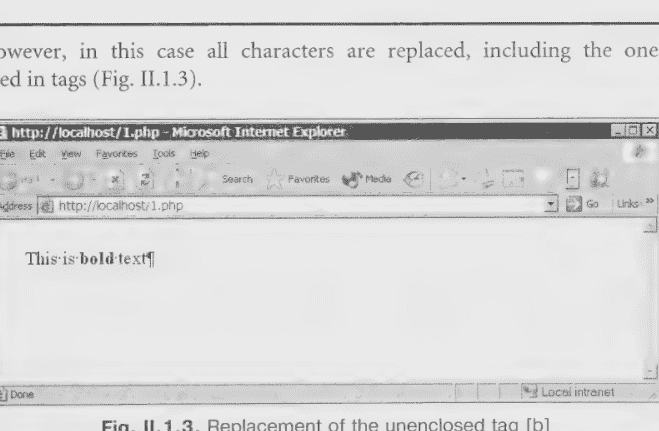 owever, in this case all characters are replaced, including the one
ed in tags (Fig. II.1.3).
http://localhost/1.php - Microsoft Internet Explorer
File Edit View Favorites Tools Help
Search Favorites Media
Address http://localhost/1.php Go Links »
This·is·bold·text¶
Done Local intranet
Fig. II.1.3. Replacement of the unenclosed tag [b]